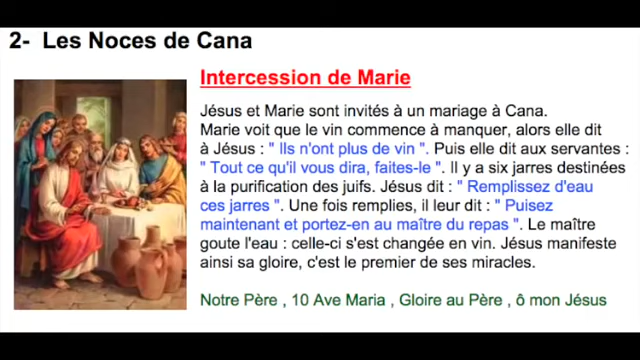 2- Les Noces de Cana
Intercession de Marie
Jésus et Marie sont invités à un mariage à Cana.
Marie voit que le vin commence à manquer, alors elle dit
à Jésus : " Ils n'ont plus de vin ". Puis elle dit aux servantes :
" Tout ce qu'il vous dira, faites-le ". Il y a six jarres destinées
à la purification des juifs. Jésus dit : " Remplissez d'eau
ces jarres ". Une fois remplies, il leur dit : " Puisez
maintenant et portez-en au maître du repas ". Le maître
goute l'eau : celle-ci s'est changée en vin. Jésus manifeste
ainsi sa gloire, c'est le premier de ses miracles.
Notre Père , 10 Ave Maria , Gloire au Père , ô mon Jésus